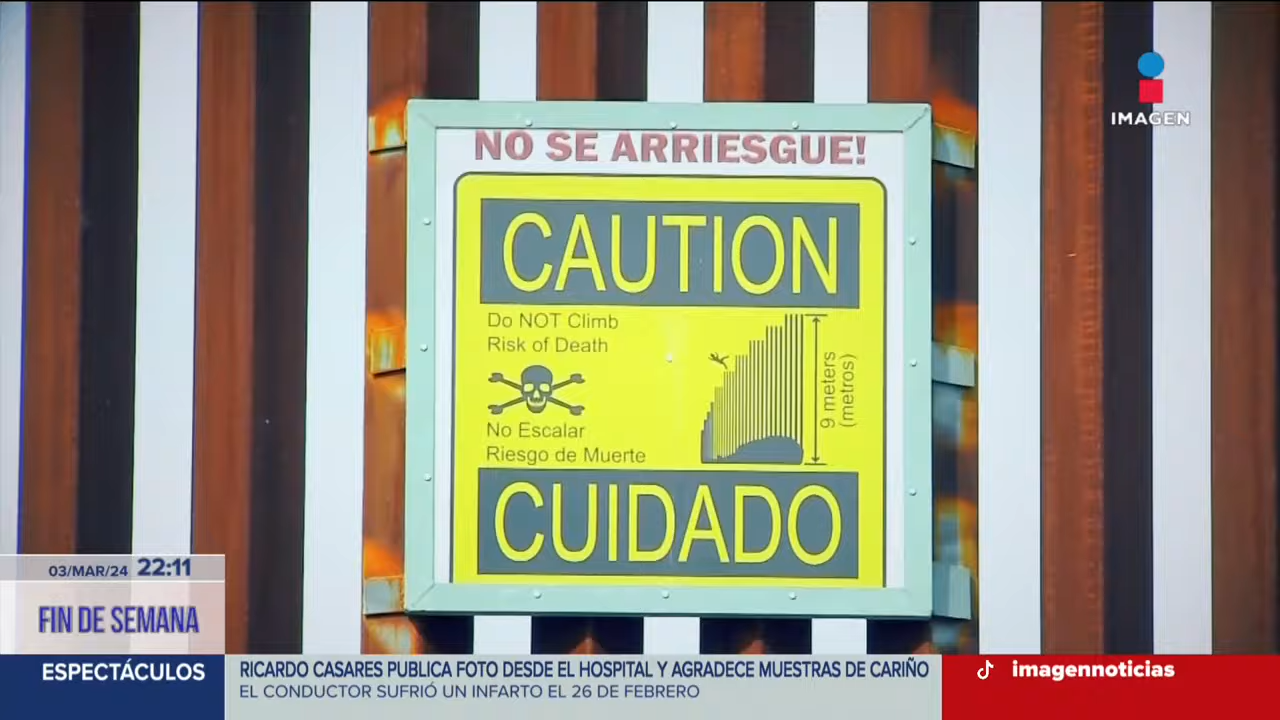 IMAGEN
NO SE ARRIESGUE!
CAUTION
Do NOT Climb
Risk of Death
No Escalar
Riesgo de Muerte
9 meters
(metros)
CUIDADO
03/MAR/24 22:11
FIN DE SEMANA
ESPECTÁCULOS
RICARDO CASARES PUBLICA FOTO DESDE EL HOSPITAL Y AGRADECE MUESTRAS DE CARIÑO
EL CONDUCTOR SUFRIÓ UN INFARTO EL 26 DE FEBRERO
imagennoticias